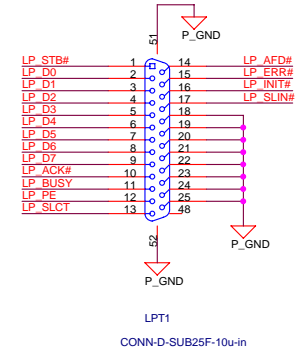 P_GND
51
LP_STB# 1 14 LP_AFD#
LP_D0 2 15 LP_ERR#
LP_D1 3 16 LP_INIT#
LP_D2 4 17 LP_SLIN#
LP_D3 5 18
LP_D4 6 19
LP_D5 7 20
LP_D6 8 21
LP_D7 9 22
LP_ACK# 10 23
LP_BUSY 11 24
LP_PE 12 25
LP_SLCT 13 48
52
P_GND
P_GND
LPT1
CONN-D-SUB25F-10u-in